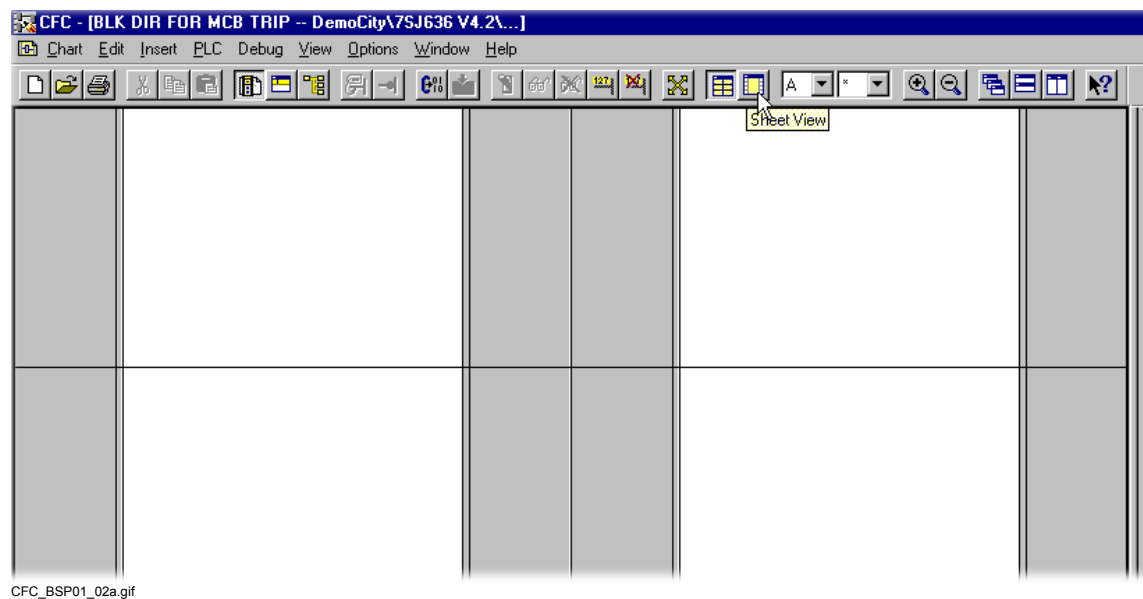 CFC - [BLK DIR FOR MCB TRIP -- DemoCity\7SJ636 V4.2\...]
Chart Edit Insert PLC Debug View Options Window Help
A *
Sheet View
CFC_BSP01_02a.gif